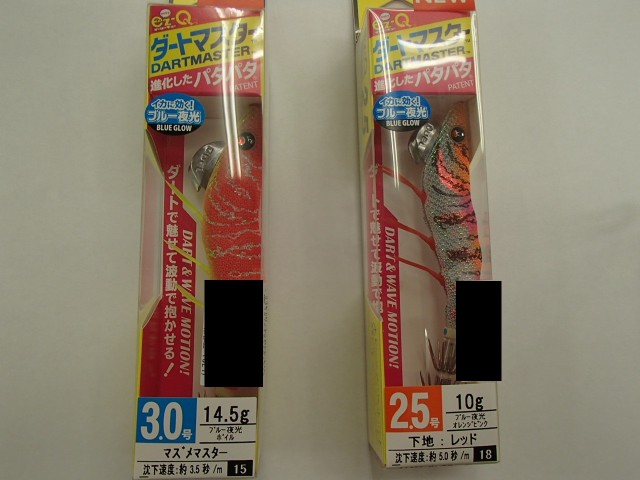 ez-Q
ダートマスター
DARTMASTER
進化したパタパタ
PATENT
イカに効く!
ブルー夜光
BLUE GLOW
ダートで魅せて波動で抱かせる!
DART & WAVE MOTION!
3.0号
14.5g
ブルー夜光
ボイル
マズメマスター
沈下速度:約3.5秒/m
15
NEW
ez-Q
ダートマスター
DARTMASTER
進化したパタパタ
PATENT
イカに効く!
ブルー夜光
BLUE GLOW
ダートで魅せて波動で抱
DART & WAVE MOTION!
2.5号
10g
ブルー夜光
オレンジピンク
下地:レッド
沈下速度:約5.0秒/m
18